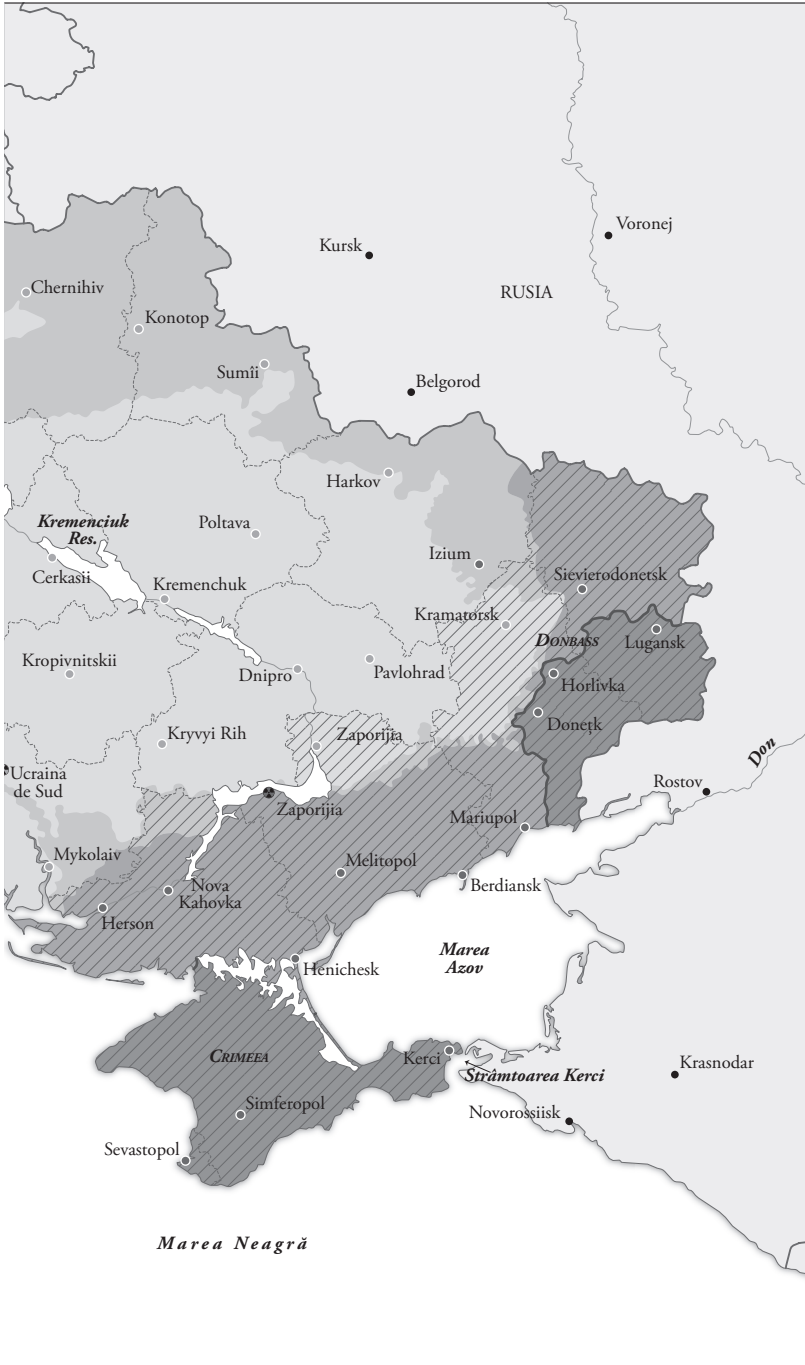 Voronej
Kursk
RUSIA
Chernihiv
Konotop
Sumîi
Belgorod
Harkov
Kremenciuk
Res.
Poltava
Izium
Cerkasii
Kremenchuk
Sievierodonetsk
Kramatorsk
DONBASS
Lugansk
Kropivnitskii
Dnipro
Pavlohrad
Horlivka
Donețk
Kryvyi Rih
Zaporijia
Don
Ucraina
de Sud
Rostov
Zaporijia
Mariupol
Mykolaiv
Melitopol
Nova
Kahovka
Berdiansk
Herson
Marea
Azov
Henichesk
CRIMEEA
Kerci
Strâmtoarea Kerci
Krasnodar
Simferopol
Novorossiisk
Sevastopol
Marea Neagră